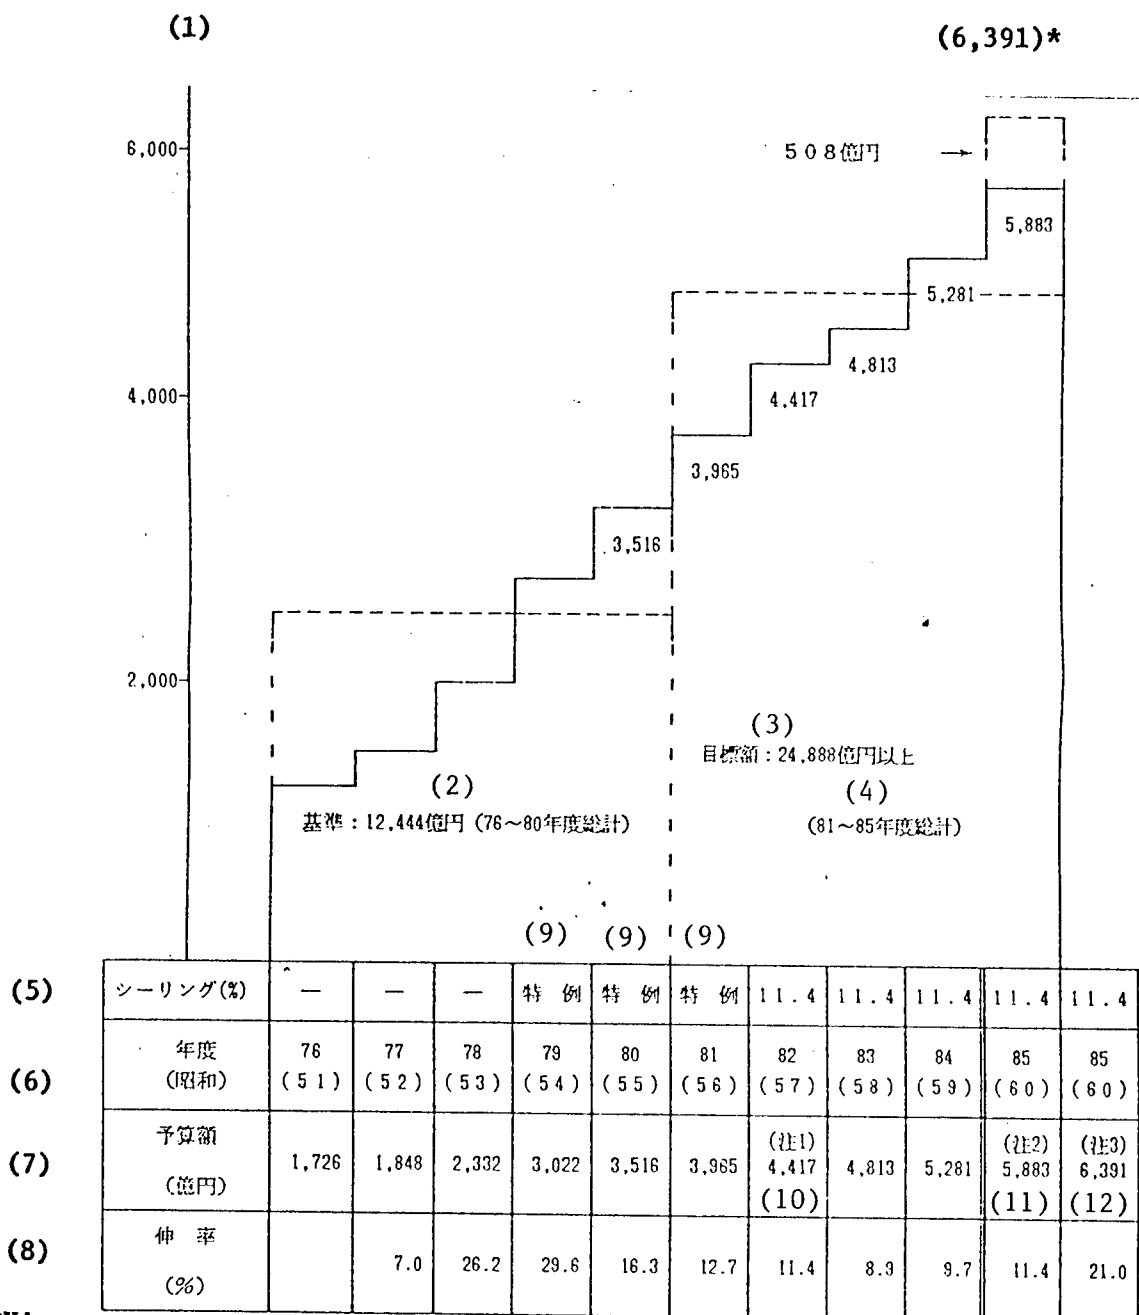 (1)
(6,391)*
6,000
508億円 →
5,883
5,281
4,813
4,000
4,417
3,965
3,516
2,000
(3)
目標額：24,888億円以上
(2)
(4)
基準：12,444億円 (76～80年度総計)
(81～85年度総計)
(9) (9) (9)
(5) シーリング(%) — — — 特例 特例 特例 11.4 11.4 11.4 11.4 11.4
年度 76 77 78 79 80 81 82 83 84 85 85
(6) (昭和) (51) (52) (53) (54) (55) (56) (57) (58) (59) (60) (60)
予算額 (注1) (注2) (注3)
(7) 1,726 1,848 2,332 3,022 3,516 3,965 4,417 4,813 5,281 5,883 6,391
(億円) (10) (11) (12)
(8) 伸率
7.0 26.2 29.6 16.3 12.7 11.4 8.9 9.7 11.4 21.0
(%)